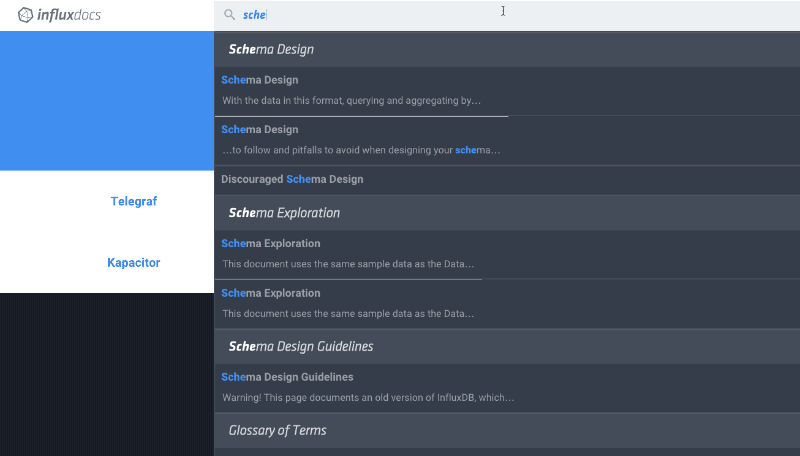 influxdocs
sche
Schema Design
Schema Design
With the data in this format, querying and aggregating by…
Schema Design
…to follow and pitfalls to avoid when designing your schema…
Discouraged Schema Design
Schema Exploration
Schema Exploration
This document uses the same sample data as the Data…
Schema Exploration
This document uses the same sample data as the Data…
Schema Design Guidelines
Schema Design Guidelines
Warning! This page documents an old version of InfluxDB, which…
Glossary of Terms
Telegraf
Kapacitor